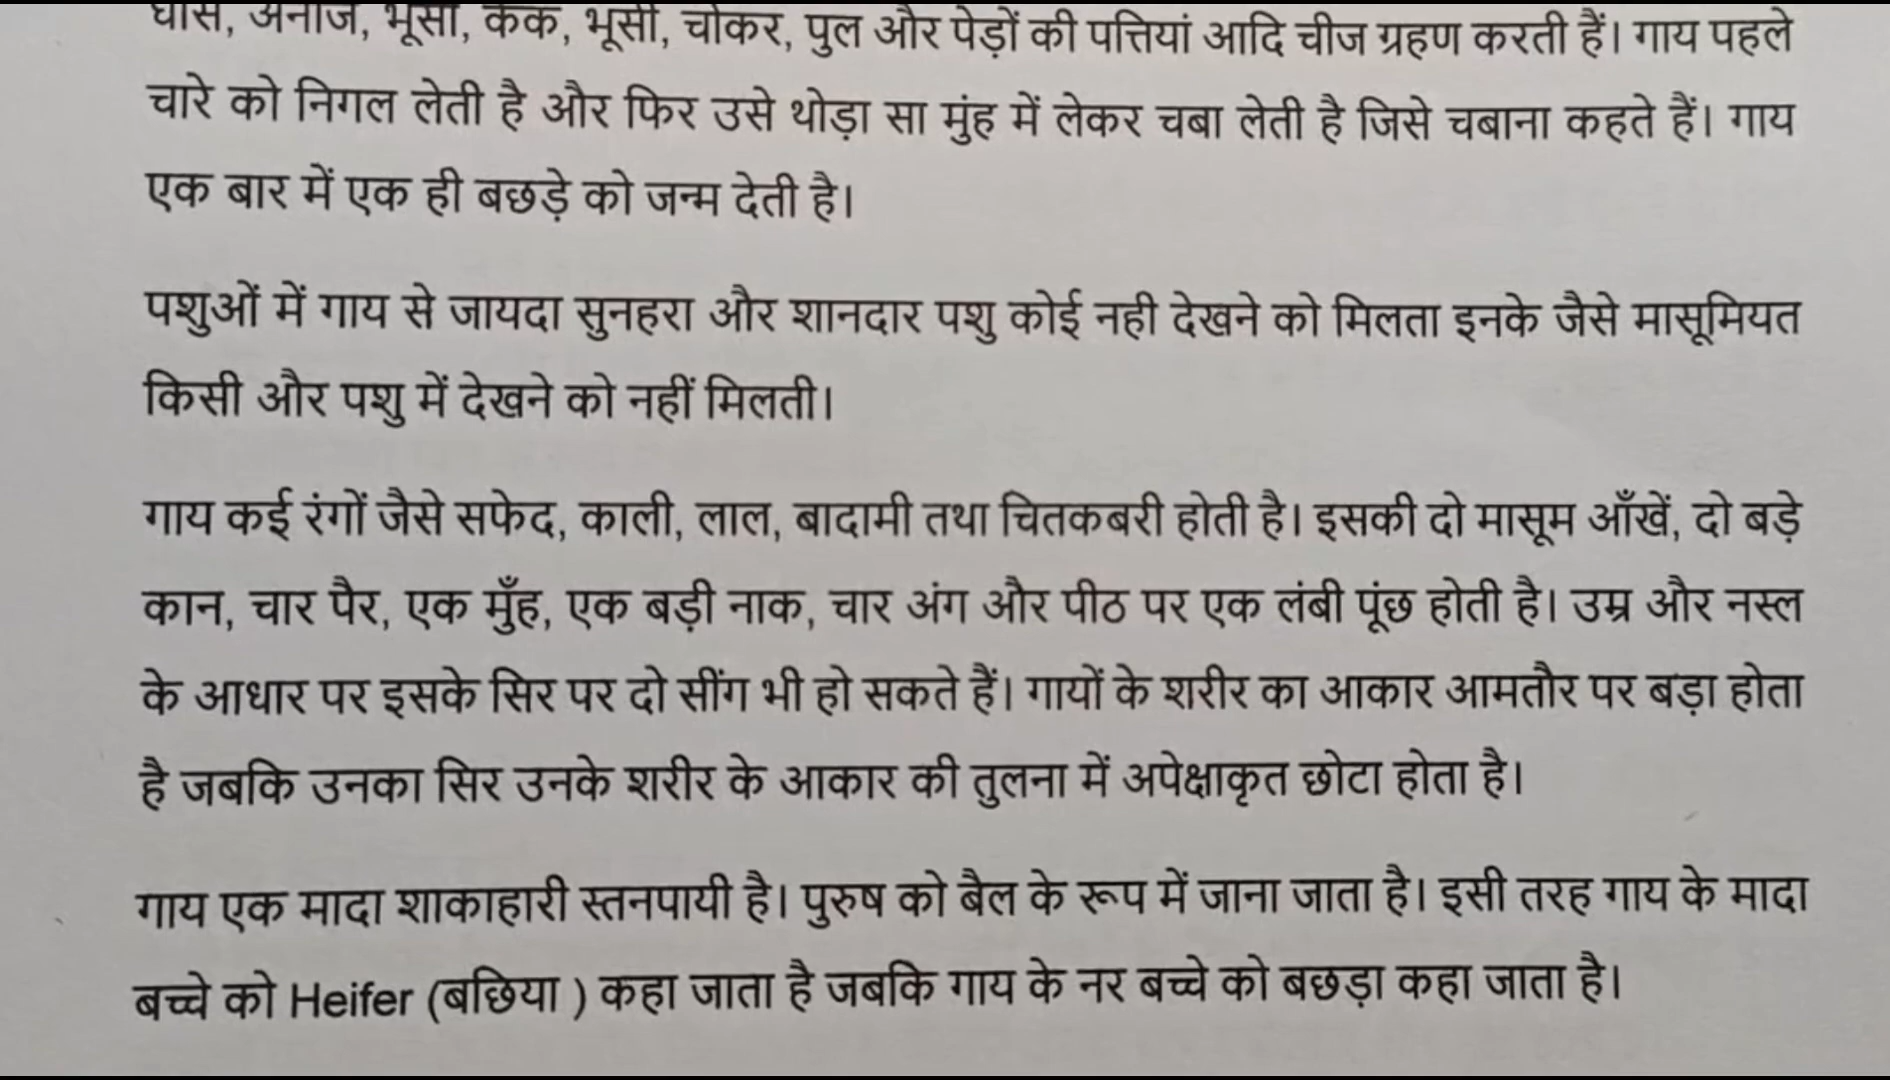 घास, अनाज, भूसा, केक, भूसी, चोकर, पुल और पेड़ों की पत्तियां आदि चीज ग्रहण करती हैं। गाय पहले
चारे को निगल लेती है और फिर उसे थोड़ा सा मुंह में लेकर चबा लेती है जिसे चबाना कहते हैं। गाय
एक बार में एक ही बछड़े को जन्म देती है।
पशुओं में गाय से जायदा सुनहरा और शानदार पशु कोई नही देखने को मिलता इनके जैसे मासूमियत
किसी और पशु में देखने को नहीं मिलती।
गाय कई रंगों जैसे सफेद, काली, लाल, बादामी तथा चितकबरी होती है। इसकी दो मासूम आँखें, दो बड़े
कान, चार पैर, एक मुँह, एक बड़ी नाक, चार अंग और पीठ पर एक लंबी पूंछ होती है। उम्र और नस्ल
के आधार पर इसके सिर पर दो सींग भी हो सकते हैं। गायों के शरीर का आकार आमतौर पर बड़ा होता
है जबकि उनका सिर उनके शरीर के आकार की तुलना में अपेक्षाकृत छोटा होता है।
गाय एक मादा शाकाहारी स्तनपायी है। पुरुष को बैल के रूप में जाना जाता है। इसी तरह गाय के मादा
बच्चे को Heifer (बछिया ) कहा जाता है जबकि गाय के नर बच्चे को बछड़ा कहा जाता है।